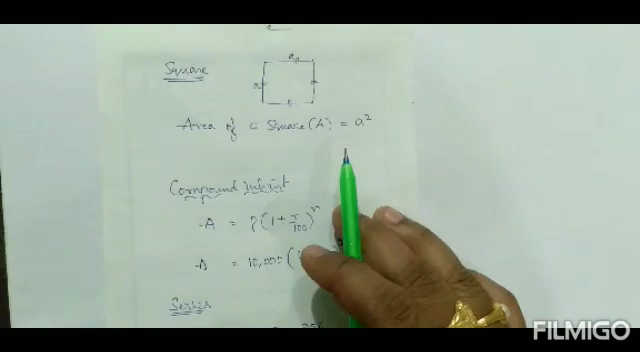 Square
a
a
Area of a Square (A) = a²
Compound Interest
A = P(1 + r/100)ⁿ
A = 10,000 (
Series
FILMIGO